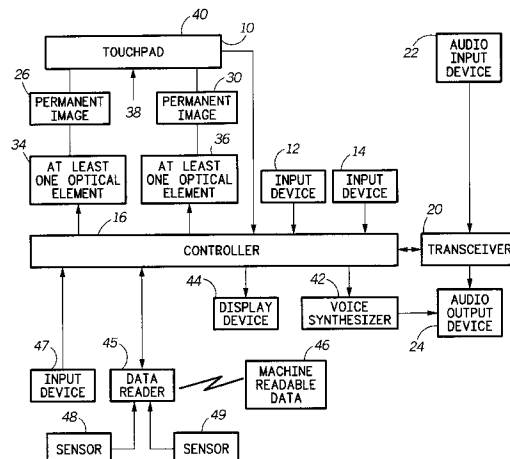 40
10
TOUCHPAD
22
AUDIO
INPUT
DEVICE
26
PERMANENT
IMAGE
38
30
PERMANENT
IMAGE
34
AT LEAST
ONE OPTICAL
ELEMENT
36
AT LEAST
ONE OPTICAL
ELEMENT
12
INPUT
DEVICE
14
INPUT
DEVICE
16
CONTROLLER
20
TRANSCEIVER
44
DISPLAY
DEVICE
42
VOICE
SYNTHESIZER
AUDIO
OUTPUT
DEVICE
24
47
INPUT
DEVICE
45
DATA
READER
46
MACHINE
READABLE
DATA
48
SENSOR
49
SENSOR